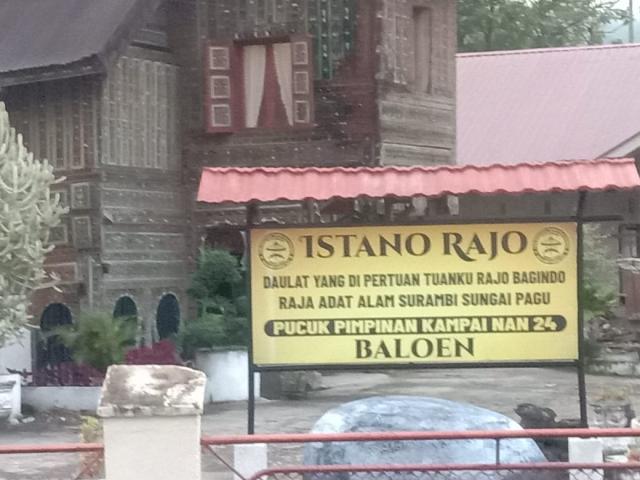 ISTANO RAJO
DAULAT YANG DI PERTUAN TUANKU RAJO BAGINDO
RAJA ADAT ALAM SURAMBI SUNGAI PAGU
PUCUK PIMPINAN KAMPAI NAN 24
BALOEN